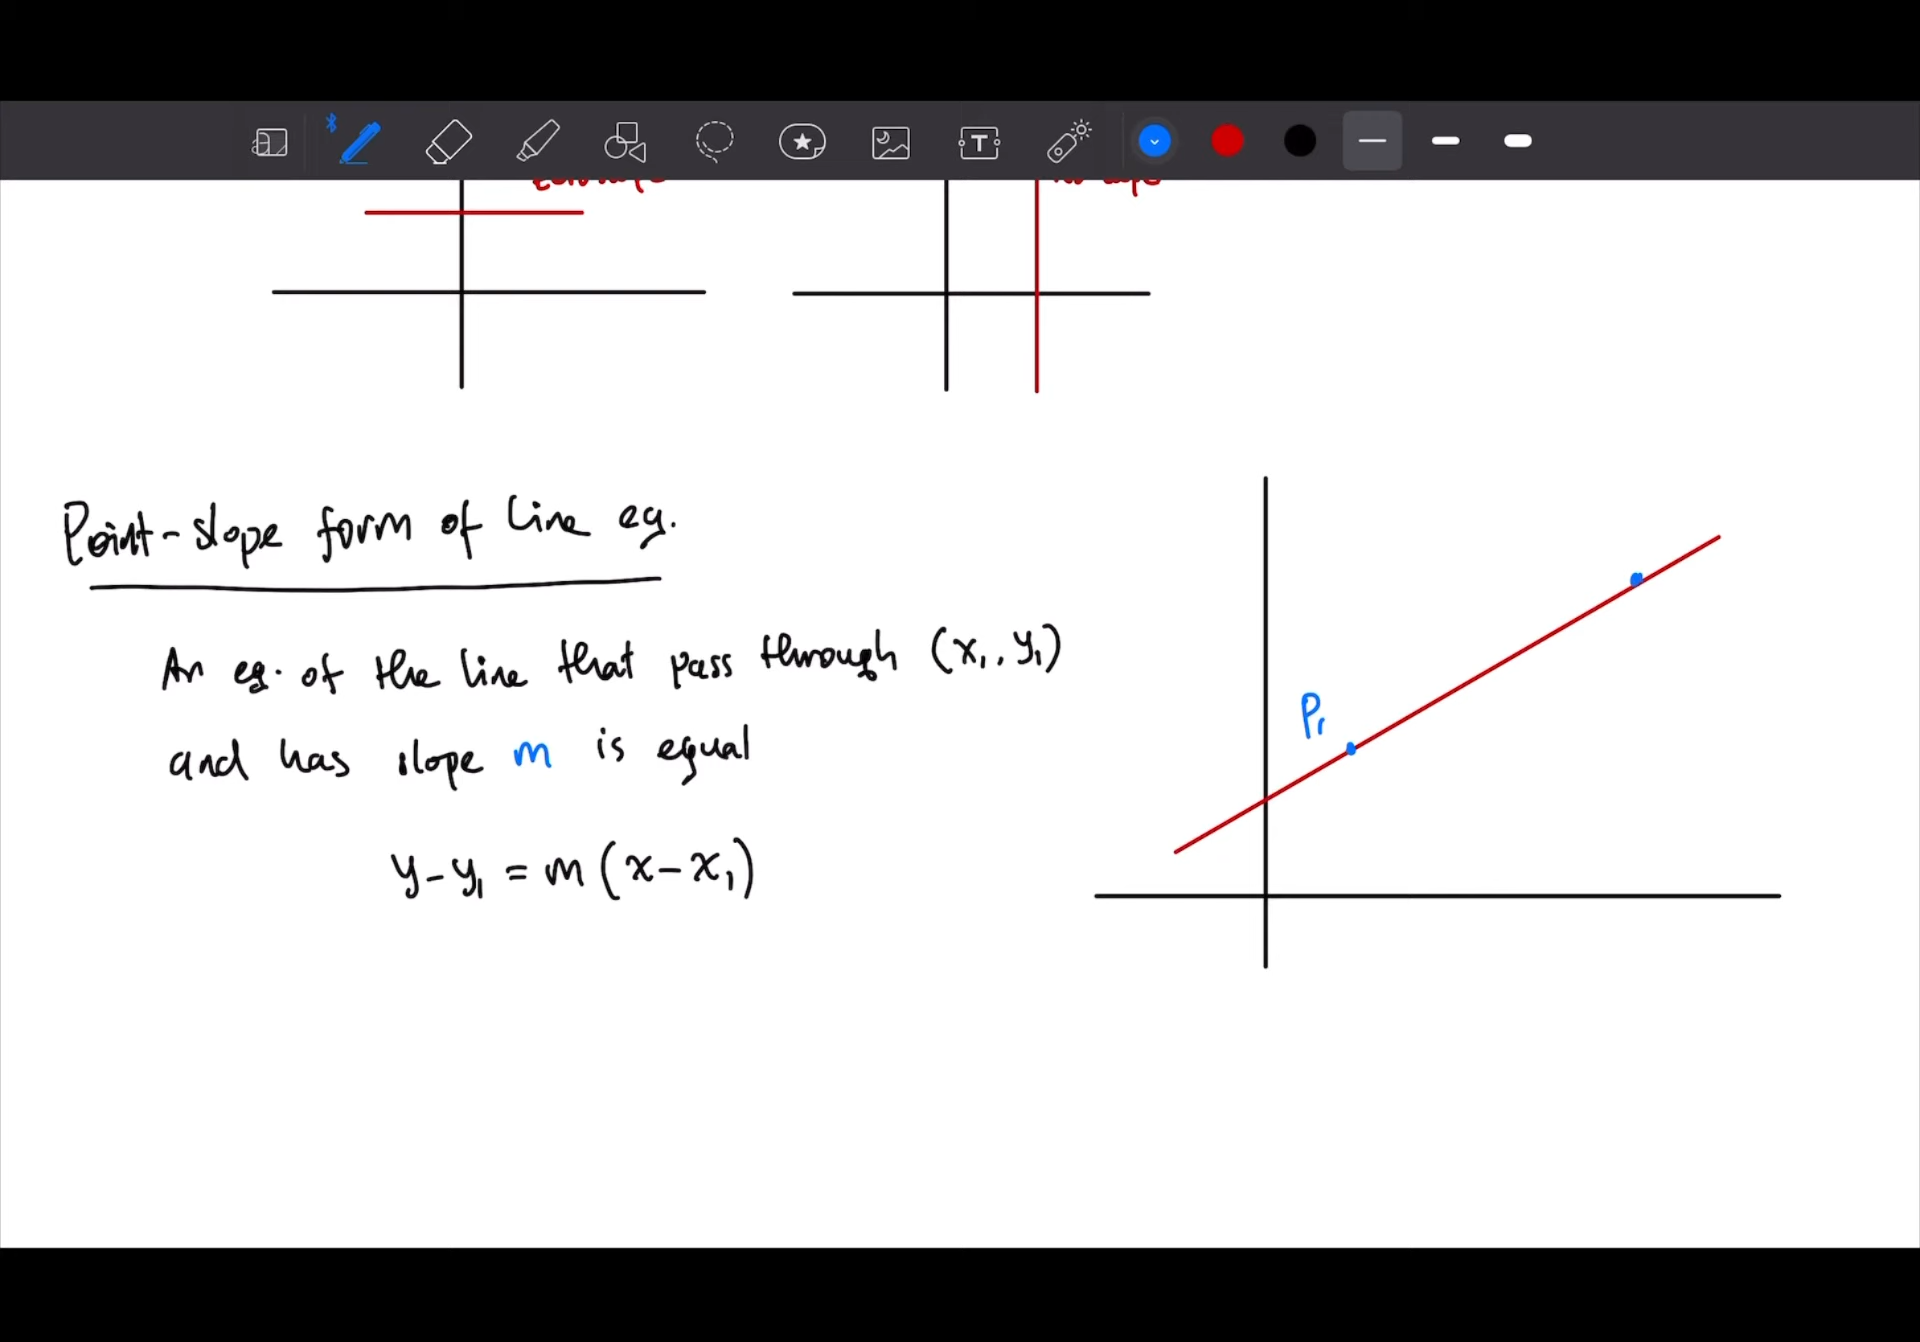 Point-slope form of line eq.
An eq. of the line that pass through (x₁, y₁)
and has slope m is equal
y-y₁ = m(x-x₁)
P₁